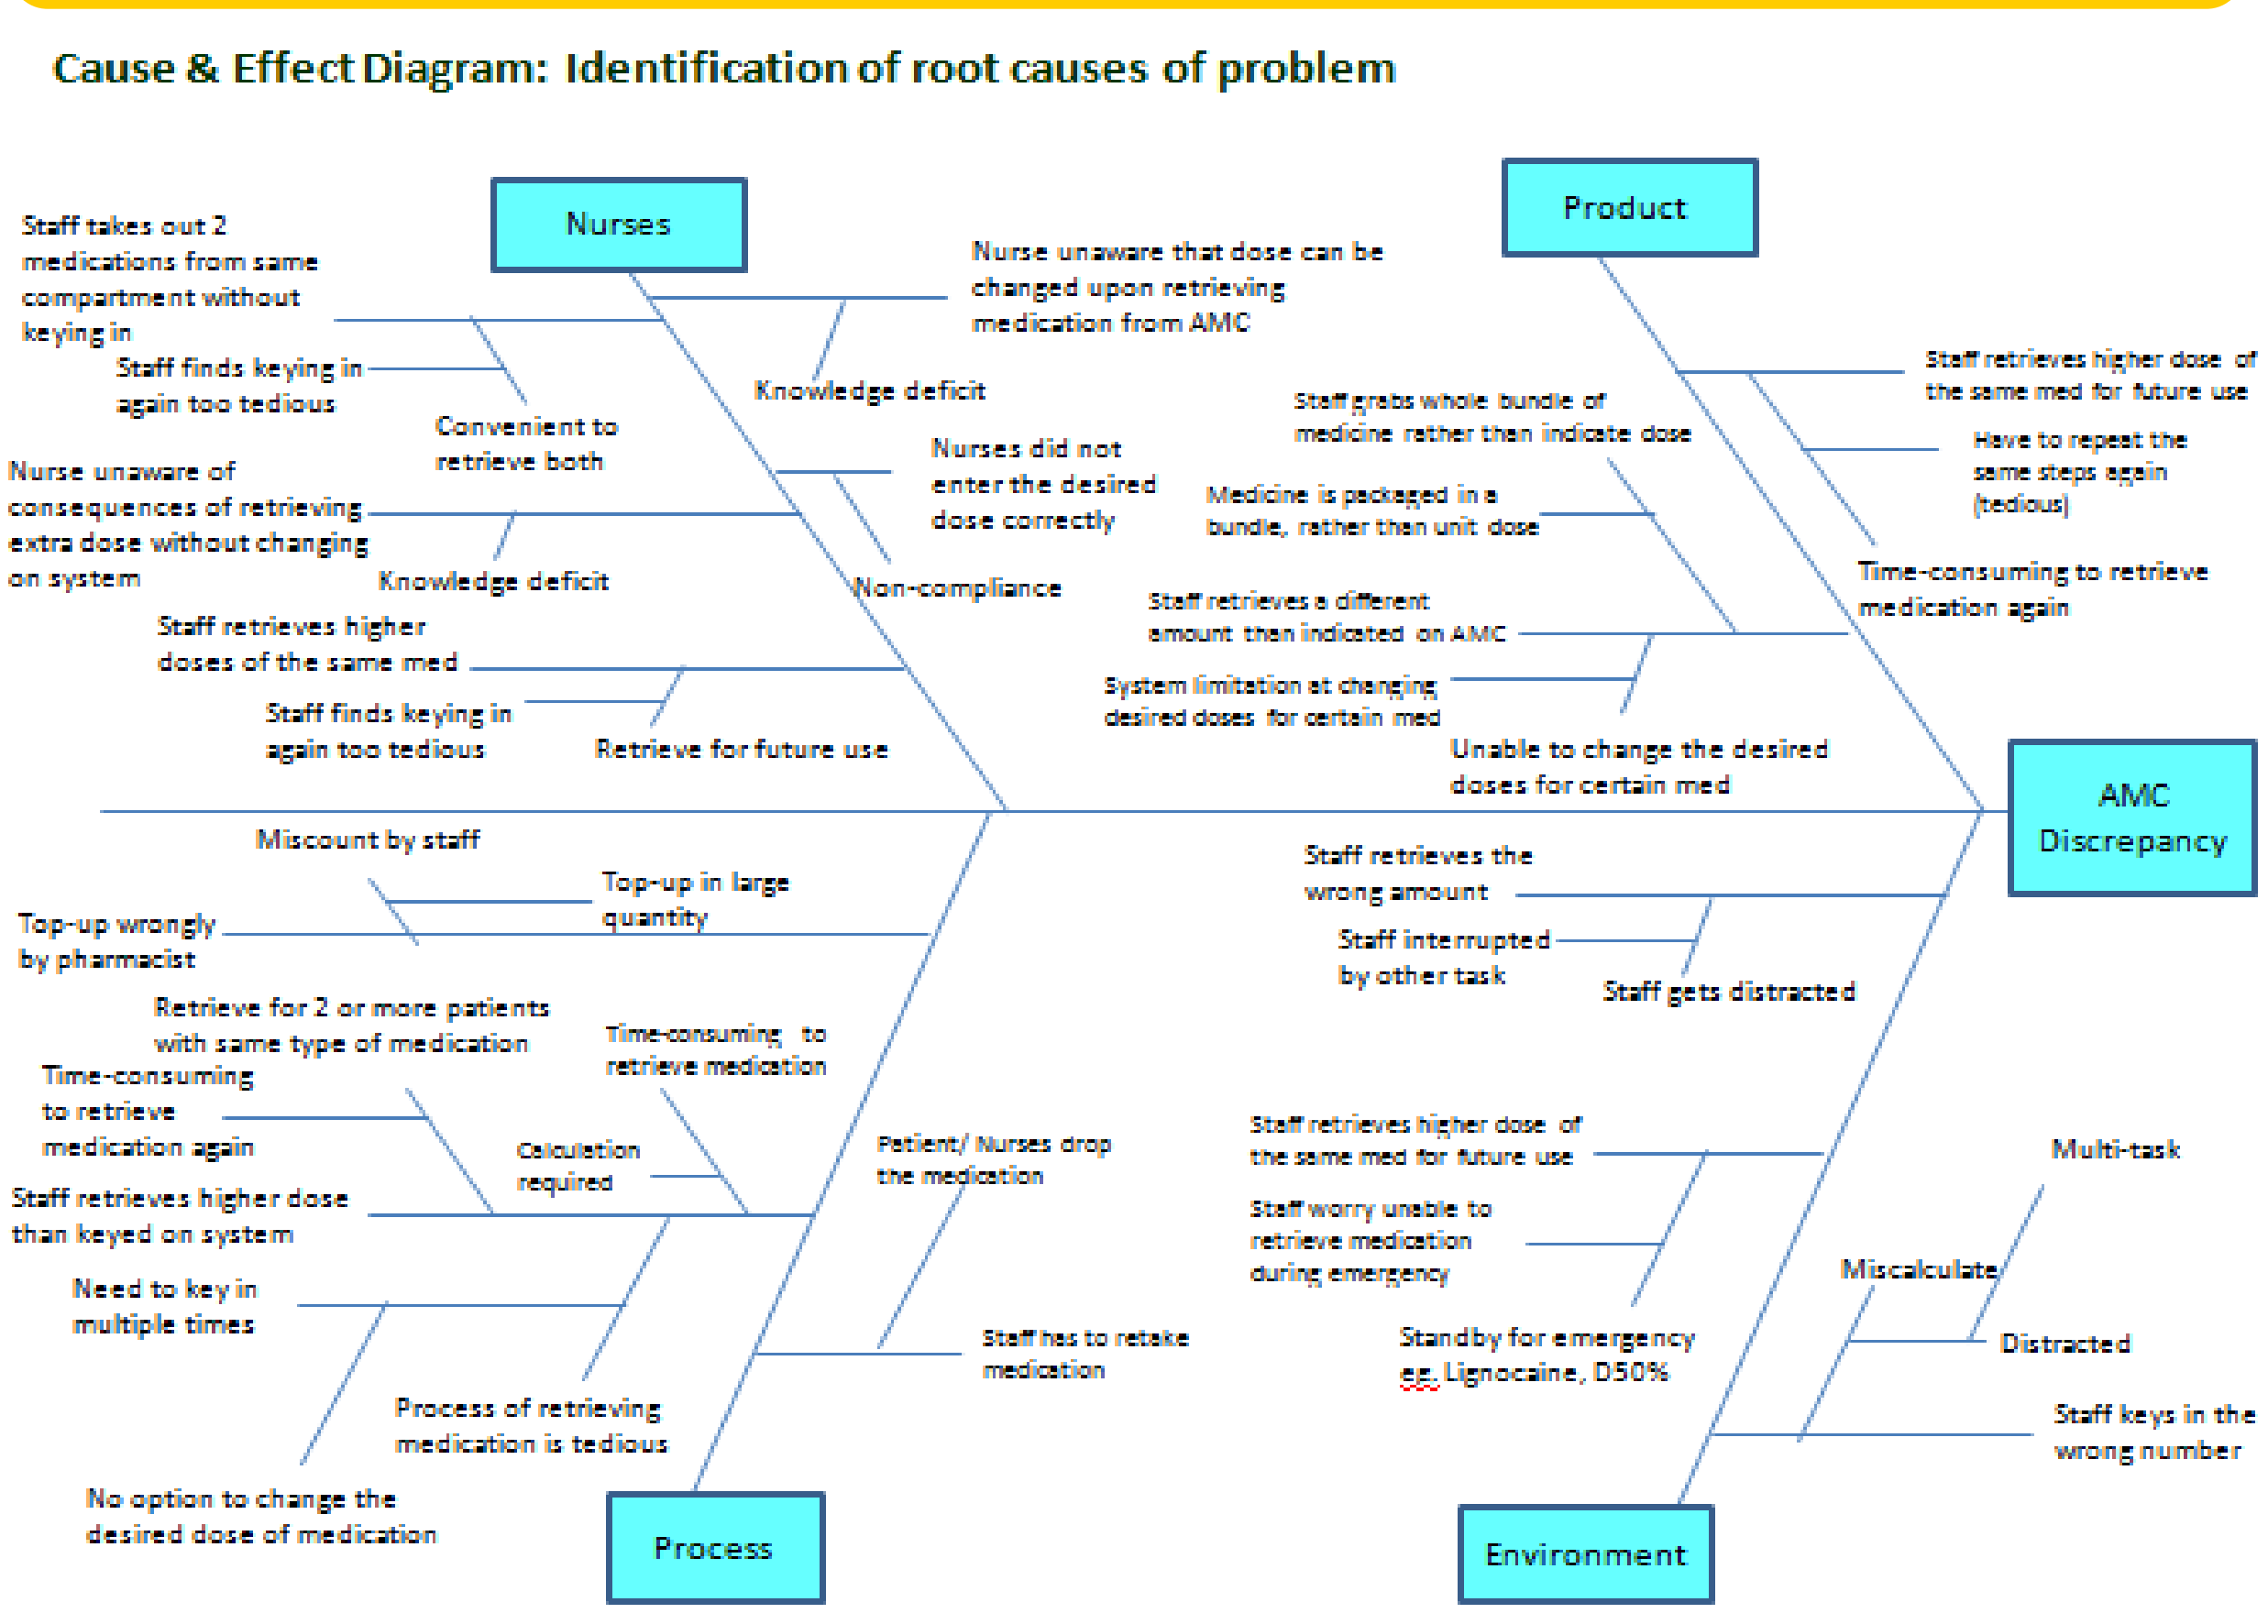 Cause & Effect Diagram: Identification of root causes of problem
Nurses
Staff takes out 2
medications from same
compartment without
keying in
Staff finds keying in
again too tedious
Convenient to
retrieve both
Nurse unaware that dose can be
changed upon retrieving
medication from AMC
Knowledge deficit
Nurse unaware of
consequences of retrieving
extra dose without changing
on system
Knowledge deficit
Nurses did not
enter the desired
dose correctly
Non-compliance
Staff retrieves higher
doses of the same med
Staff finds keying in
again too tedious
Retrieve for future use
Product
Staff retrieves higher dose of
the same med for future use
Have to repeat the
same steps again
(tedious)
Time-consuming to retrieve
medication again
Staff grabs whole bundle of
medicine rather than indicate dose
Medicine is packaged in a
bundle, rather than unit dose
Staff retrieves a different
amount than indicated on AMC
System limitation at changing
desired doses for certain med
Unable to change the desired
doses for certain med
AMC
Discrepancy
Miscount by staff
Top-up in large
quantity
Top-up wrongly
by pharmacist
Retrieve for 2 or more patients
with same type of medication
Time-consuming
to retrieve
medication again
Time-consuming to
retrieve medication
Calculation
required
Staff retrieves higher dose
than keyed on system
Need to key in
multiple times
Process of retrieving
medication is tedious
No option to change the
desired dose of medication
Patient/ Nurses drop
the medication
Staff has to retake
medication
Process
Staff retrieves the
wrong amount
Staff interrupted
by other task
Staff gets distracted
Staff retrieves higher dose of
the same med for future use
Staff worry unable to
retrieve medication
during emergency
Standby for emergency
eg. Lignocaine, D50%
Multi-task
Miscalculate
Distracted
Staff keys in the
wrong number
Environment